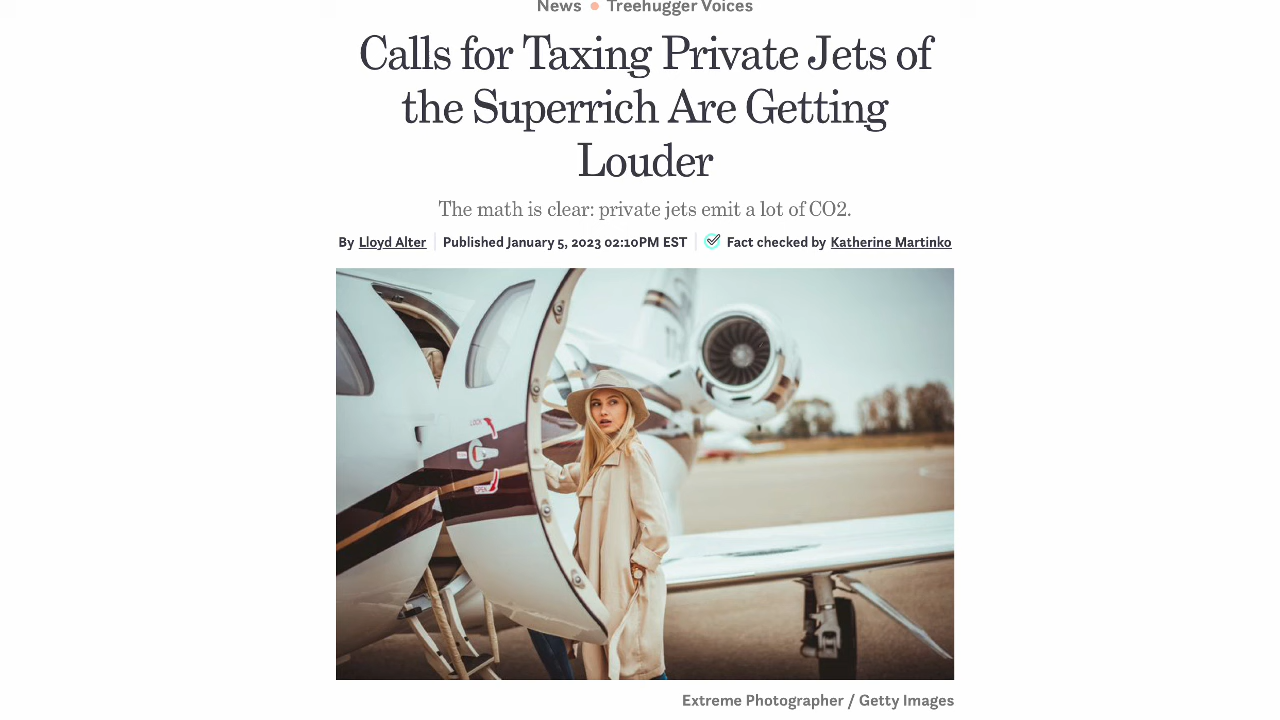 News • Treehugger Voices
Calls for Taxing Private Jets of
the Superrich Are Getting
Louder
The math is clear: private jets emit a lot of CO2.
By Lloyd Alter Published January 5, 2023 02:10PM EST Fact checked by Katherine Martinko
LOCK
OPEN
Extreme Photographer / Getty Images